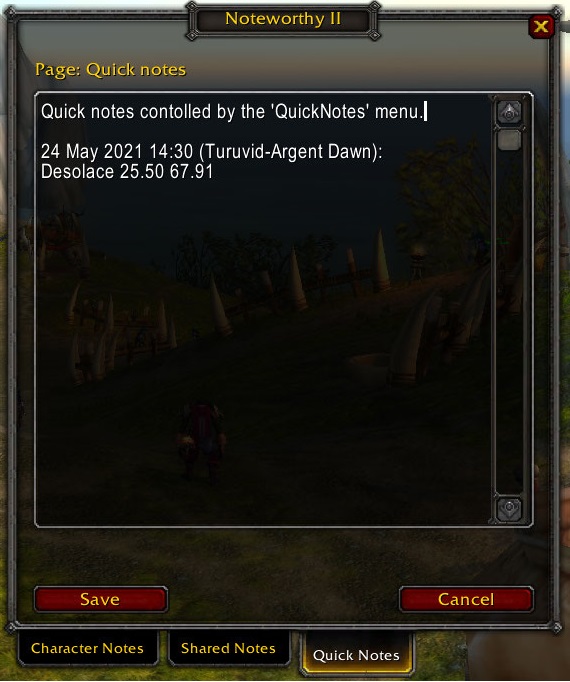 Noteworthy II
Page: Quick notes
Quick notes contolled by the 'QuickNotes' menu.
24 May 2021 14:30 (Turuvid-Argent Dawn):
Desolace 25.50 67.91
Save
Cancel
Character Notes
Shared Notes
Quick Notes